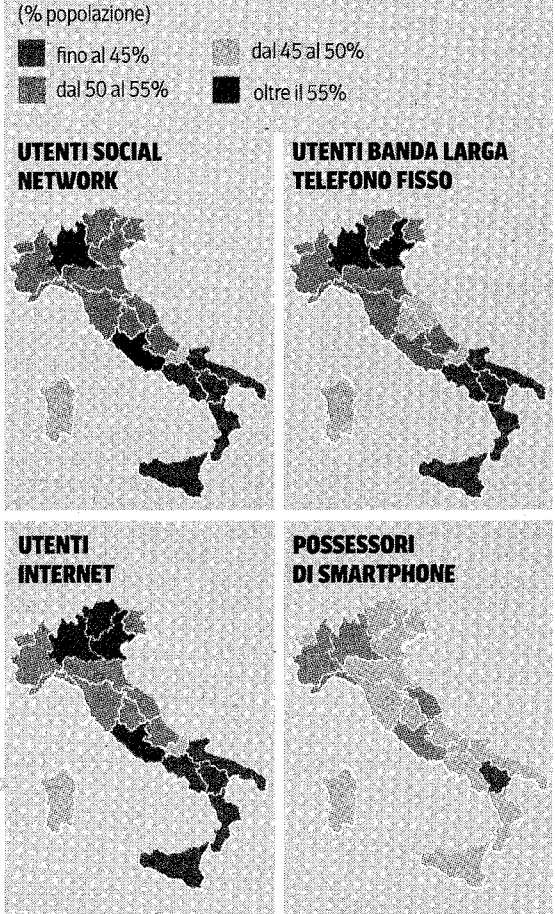 (% popolazione)
fino al 45%
dal 45 al 50%
dal 50 al 55%
oltre il 55%
UTENTI SOCIAL
NETWORK
UTENTI BANDA LARGA
TELEFONO FISSO
UTENTI
INTERNET
POSSESSORI
DI SMARTPHONE